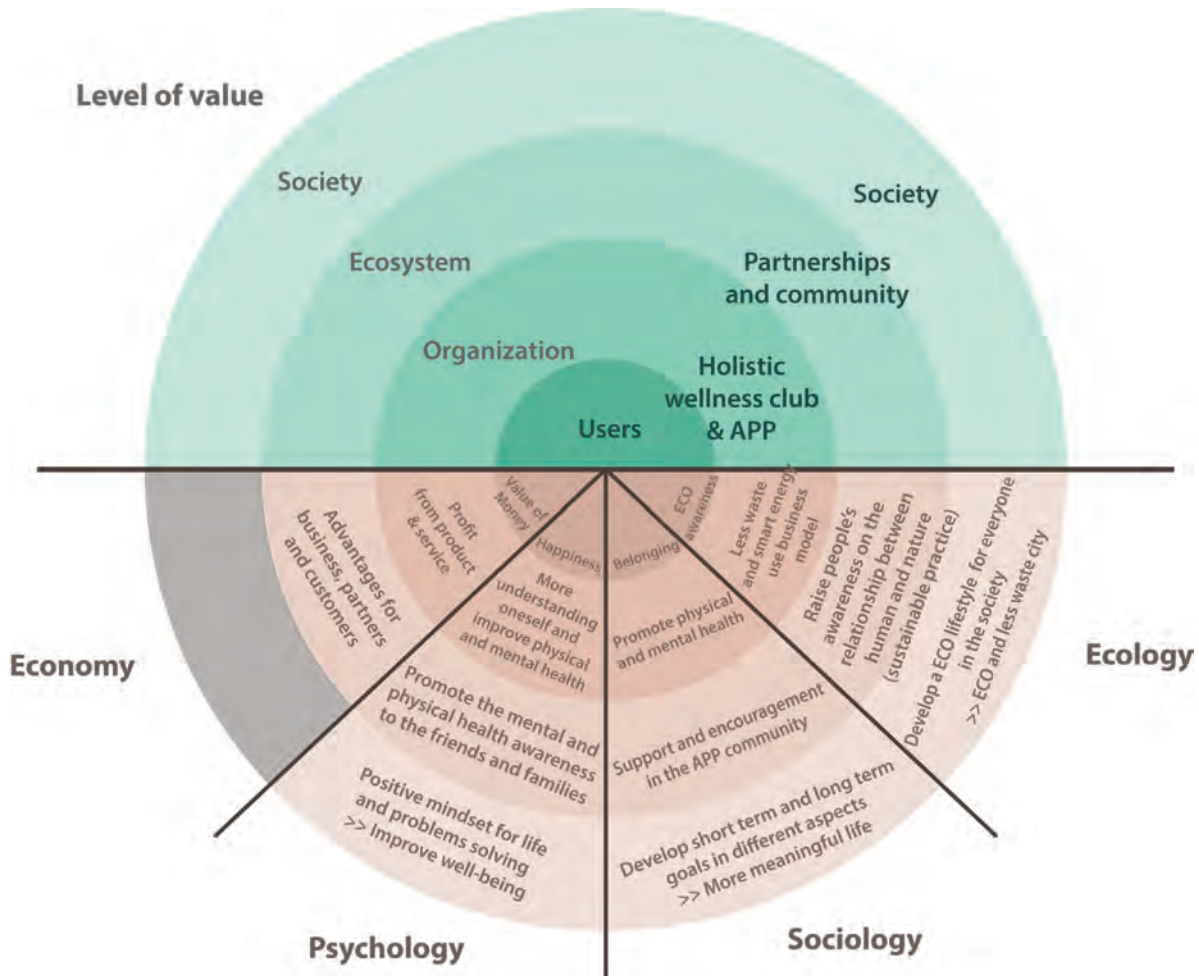 Level of value
Society
Society
Ecosystem
Partnerships
and community
Organization
Holistic
wellness club
& APP
Users
Economy
Value of
Money
Profit
from product
& service
Advantages for
business, partners
and customers
Psychology
Happiness
More
understanding
oneself and
improve physical
and mental health
Promote the mental and
physical health awareness
to the friends and families
Positive mindset for life
and problems solving
>> Improve well-being
Sociology
Belonging
Promote physical
and mental health
Support and encouragement
in the APP community
Develop short term and long term
goals in different aspects
>> More meaningful life
Ecology
ECO
awareness
Less waste
and smart energy-
use business
model
Raise people's
awareness on the
relationship between
human and nature
(sustainable practice)
Develop a ECO lifestyle for everyone
in the society
>> ECO and less waste city